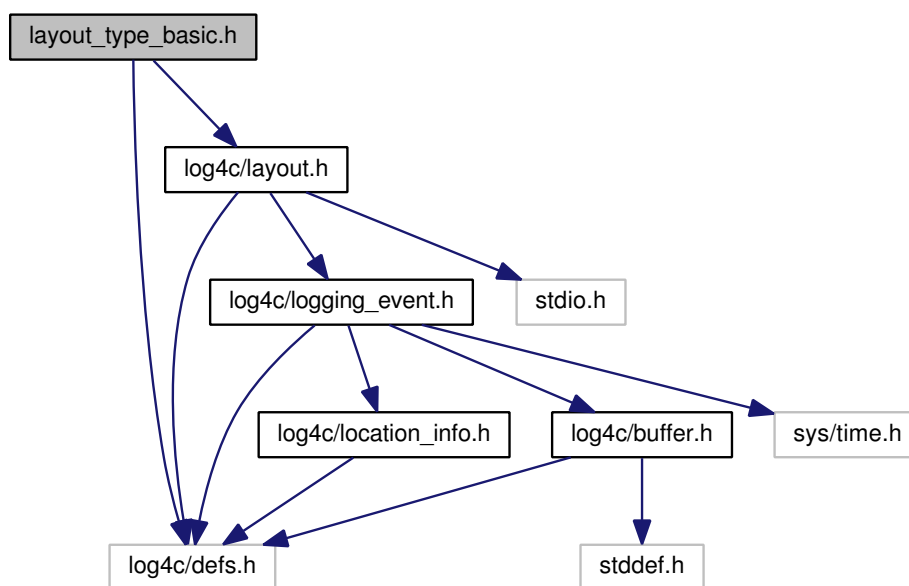 layout_type_basic.h
log4c/layout.h
log4c/logging_event.h
stdio.h
log4c/location_info.h
log4c/buffer.h
sys/time.h
log4c/defs.h
stddef.h